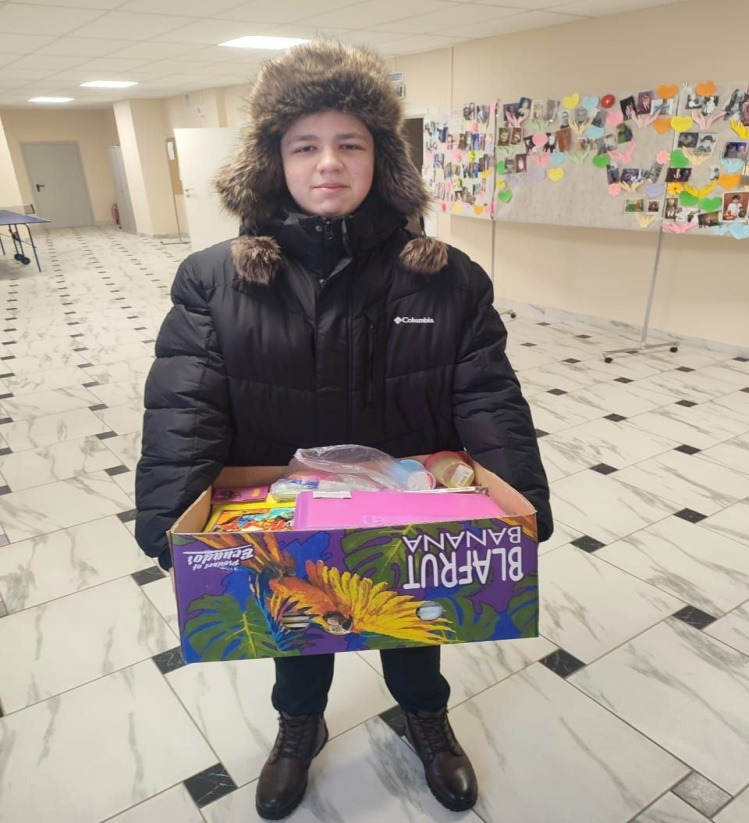 Columbia
BLAFRUT
BANANA
Product of
Ecuador